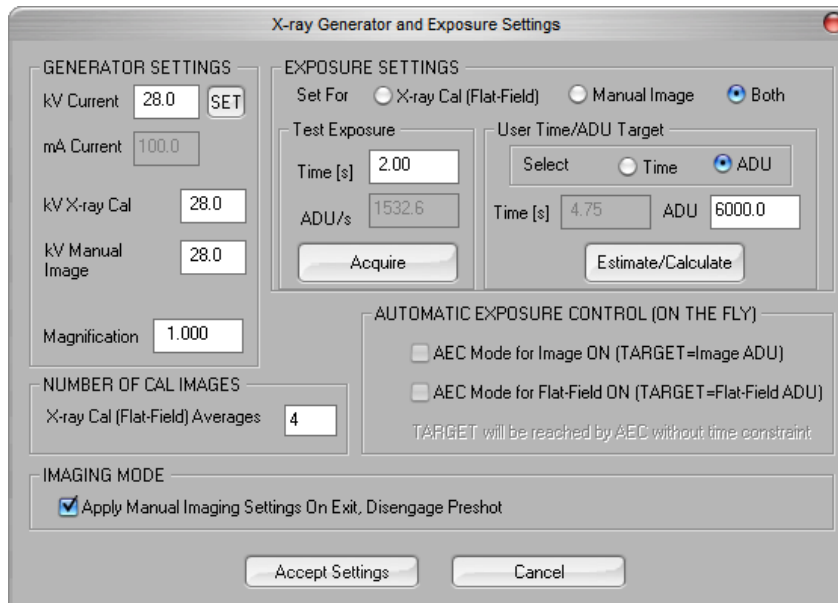 X-ray Generator and Exposure Settings
GENERATOR SETTINGS
kV Current 28.0 SET
mA Current 100.0
kV X-ray Cal 28.0
kV Manual Image 28.0
Magnification 1.000
EXPOSURE SETTINGS
Set For X-ray Cal (Flat-Field) Manual Image Both
Test Exposure
Time [s] 2.00
ADU/s 1532.6
Acquire
User Time/ADU Target
Select Time ADU
Time [s] 4.75 ADU 6000.0
Estimate/Calculate
AUTOMATIC EXPOSURE CONTROL (ON THE FLY)
AEC Mode for Image ON (TARGET=Image ADU)
AEC Mode for Flat-Field ON (TARGET=Flat-Field ADU)
TARGET will be reached by AEC without time constraint
NUMBER OF CAL IMAGES
X-ray Cal (Flat-Field) Averages 4
IMAGING MODE
Apply Manual Imaging Settings On Exit, Disengage Preshot
Accept Settings Cancel